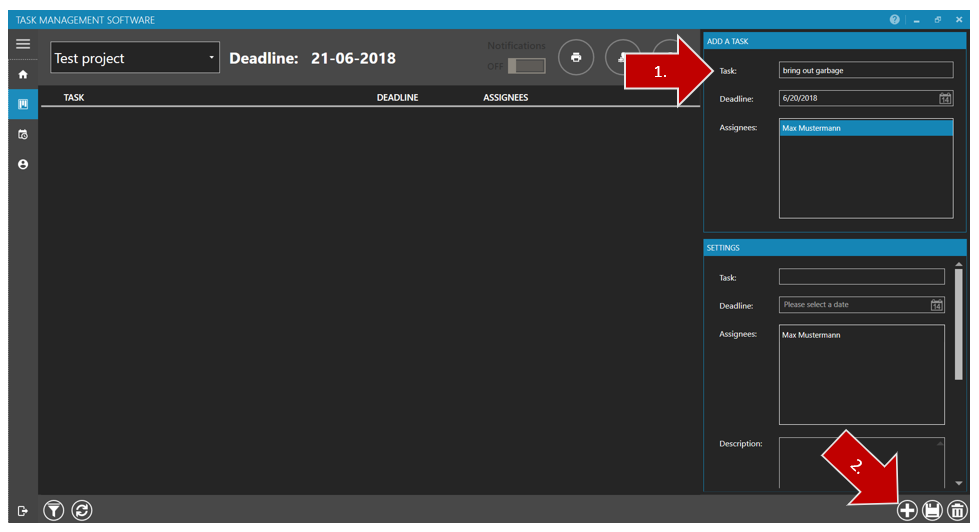 TASK MANAGEMENT SOFTWARE
Test project
Deadline: 21-06-2018
Notifications
OFF
TASK DEADLINE ASSIGNEES
1.
ADD A TASK
Task: bring out garbage
Deadline: 6/20/2018 14
Assignees: Max Mustermann
SETTINGS
Task:
Deadline: Please select a date 14
Assignees: Max Mustermann
Description:
2.